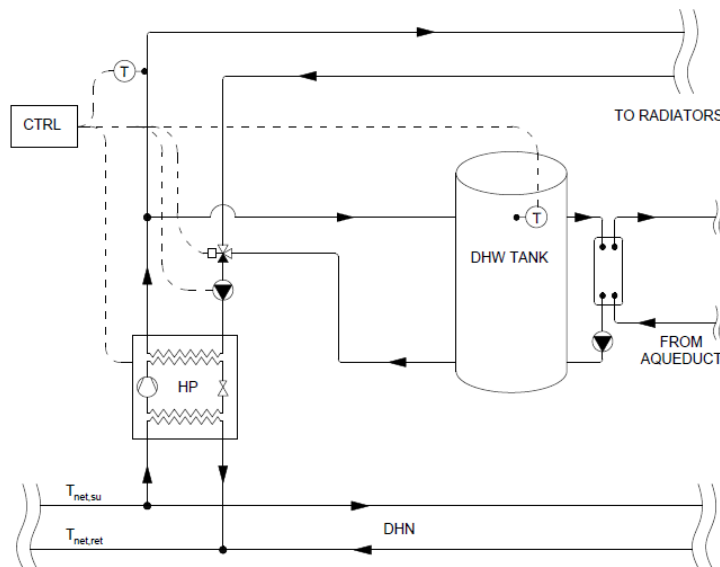 T
CTRL
TO RADIATORS
T
DHW TANK
FROM
AQUEDUCT
HP
Tnet,su
Tnet,ret
DHN